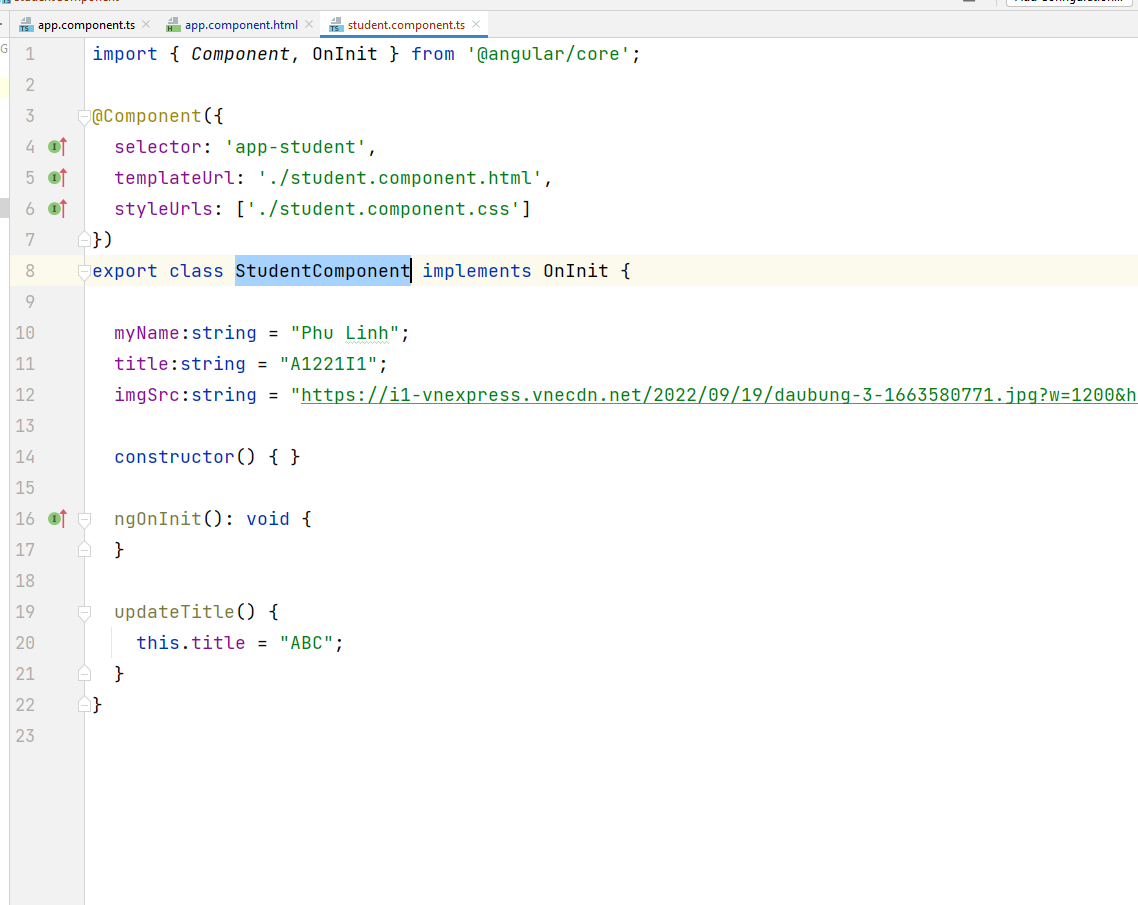 student.component
Add Configuration...
app.component.ts app.component.html student.component.ts
1 import { Component, OnInit } from '@angular/core';
2
3 @Component({
4 selector: 'app-student',
5 templateUrl: './student.component.html',
6 styleUrls: ['./student.component.css']
7 })
8 export class StudentComponent implements OnInit {
9
10 myName:string = "Phu Linh";
11 title:string = "A1221I1";
12 imgSrc:string = "https://i1-vnexpress.vnecdn.net/2022/09/19/daubung-3-1663580771.jpg?w=1200&h
13
14 constructor() { }
15
16 ngOnInit(): void {
17 }
18
19 updateTitle() {
20 this.title = "ABC";
21 }
22 }
23